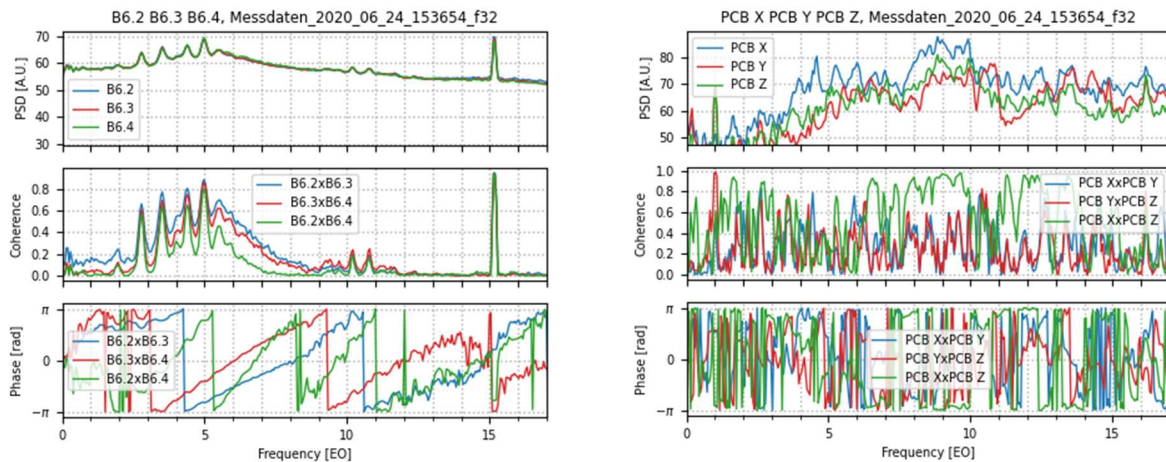 B6.2 B6.3 B6.4, Messdaten_2020_06_24_153654_f32
PSD [A.U.]
70
60
50
40
30
B6.2
B6.3
B6.4
Coherence
0.8
0.6
0.4
0.2
0.0
B6.2xB6.3
B6.3xB6.4
B6.2xB6.4
Phase [rad]
π
0
−π
B6.2xB6.3
B6.3xB6.4
B6.2xB6.4
0 5 10 15
Frequency [EO]
PCB X PCB Y PCB Z, Messdaten_2020_06_24_153654_f32
PSD [A.U.]
80
70
60
50
PCB X
PCB Y
PCB Z
Coherence
1.0
0.8
0.6
0.4
0.2
0.0
PCB XxPCB Y
PCB YxPCB Z
PCB XxPCB Z
Phase [rad]
π
0
−π
PCB XxPCB Y
PCB YxPCB Z
PCB XxPCB Z
0 5 10 15
Frequency [EO]